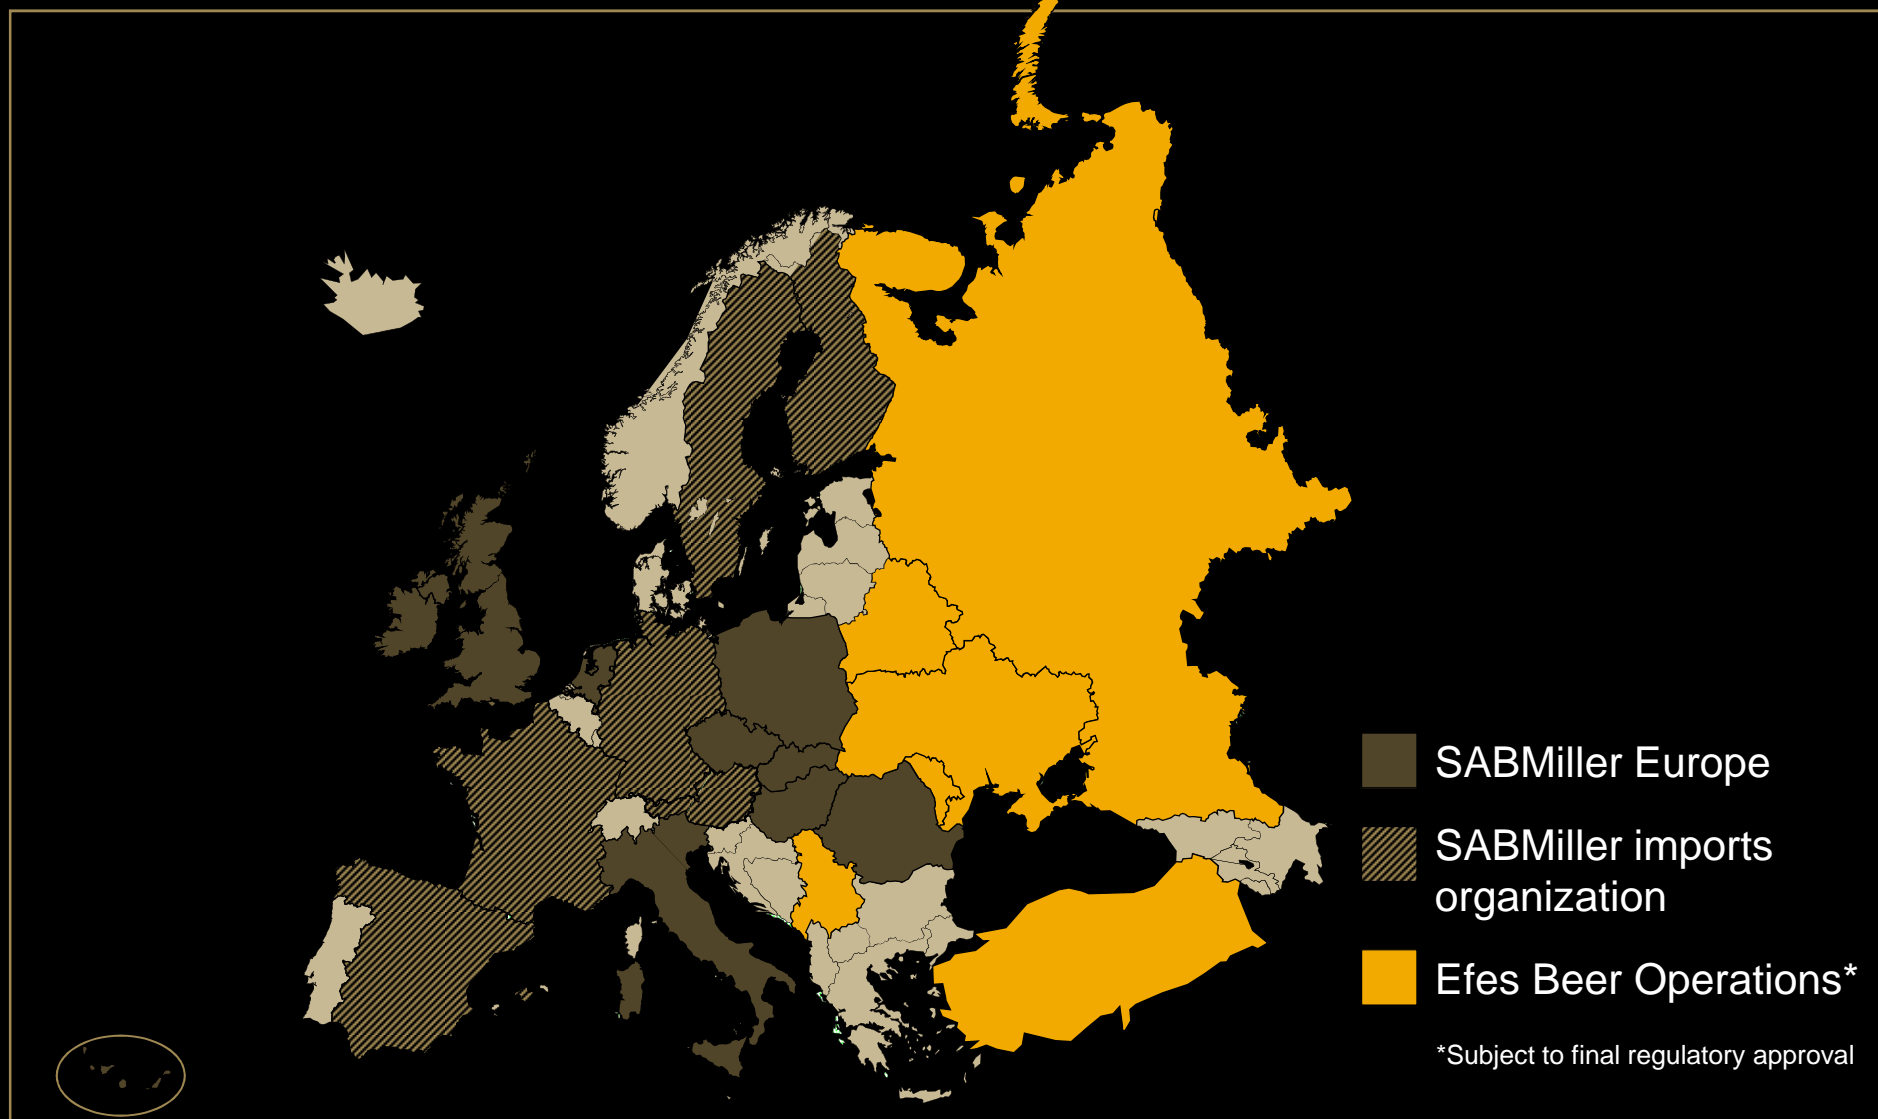 SABMiller Europe
SABMiller imports
organization
Efes Beer Operations*
*Subject to final regulatory approval